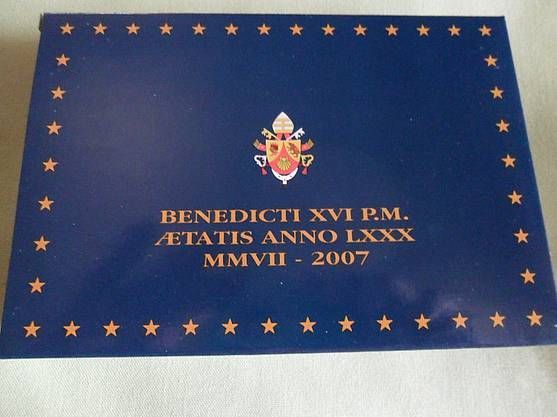 BENEDICTI XVI P.M.
ÆTATIS ANNO LXXX
MMVII - 2007